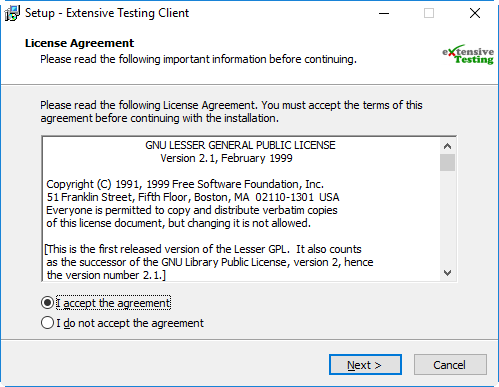 Setup - Extensive Testing Client
License Agreement
Please read the following important information before continuing.
eXtensive
Testing
Please read the following License Agreement. You must accept the terms of this
agreement before continuing with the installation.
GNU LESSER GENERAL PUBLIC LICENSE
Version 2.1, February 1999
Copyright (C) 1991, 1999 Free Software Foundation, Inc.
51 Franklin Street, Fifth Floor, Boston, MA  02110-1301  USA
Everyone is permitted to copy and distribute verbatim copies
of this license document, but changing it is not allowed.
[This is the first released version of the Lesser GPL.  It also counts
as the successor of the GNU Library Public License, version 2, hence
the version number 2.1.]
I accept the agreement
I do not accept the agreement
Next >
Cancel